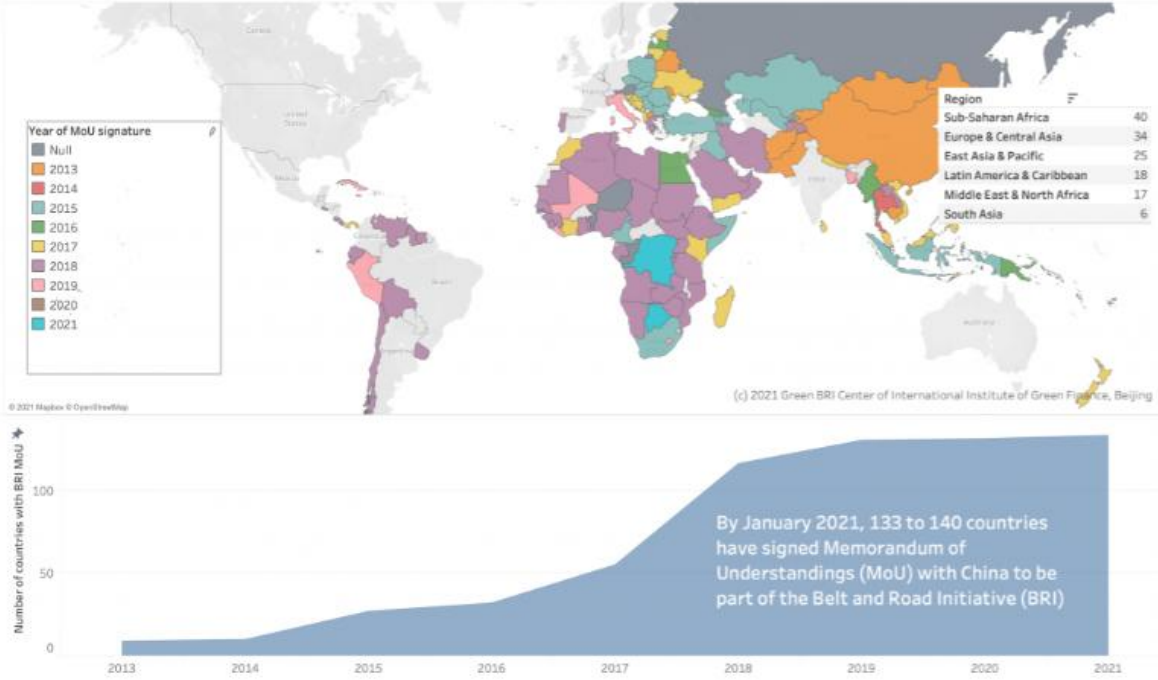 Canada
United
States
Year of MoU signature
Null
2013
2014
2015
2016
2017
2018
2019
2020
2021
Region
Sub-Saharan Africa 40
Europe & Central Asia 34
East Asia & Pacific 25
Latin America & Caribbean 18
Middle East & North Africa 17
South Asia 6
(c) 2021 Green BRI Center of International Institute of Green Finance, Beijing
© 2021 Mapbox © OpenStreetMap
Number of countries with BRI MoU
100
50
0
By January 2021, 133 to 140 countries
have signed Memorandum of
Understandings (MoU) with China to be
part of the Belt and Road Initiative (BRI)
2013 2014 2015 2016 2017 2018 2019 2020 2021